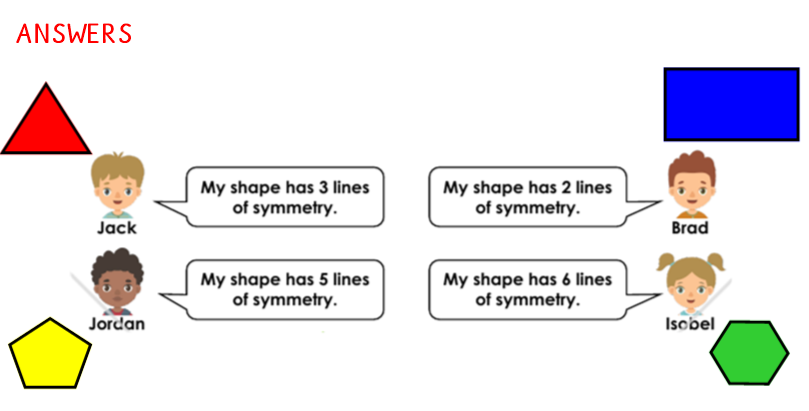 ANSWERS
My shape has 3 lines
of symmetry.
Jack
My shape has 2 lines
of symmetry.
Brad
My shape has 5 lines
of symmetry.
Jordan
My shape has 6 lines
of symmetry.
Isobel